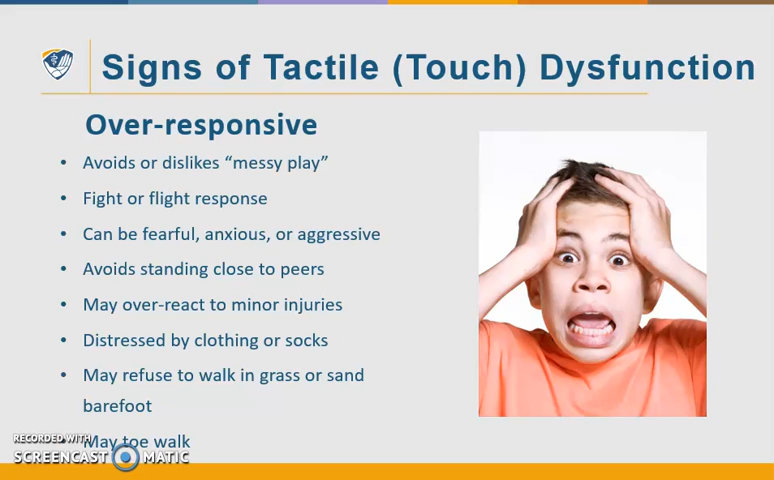 Signs of Tactile (Touch) Dysfunction
Over-responsive
• Avoids or dislikes “messy play”
• Fight or flight response
• Can be fearful, anxious, or aggressive
• Avoids standing close to peers
• May over-react to minor injuries
• Distressed by clothing or socks
• May refuse to walk in grass or sand
barefoot
• May toe walk
RECORDED WITH
SCREENCAST MATIC